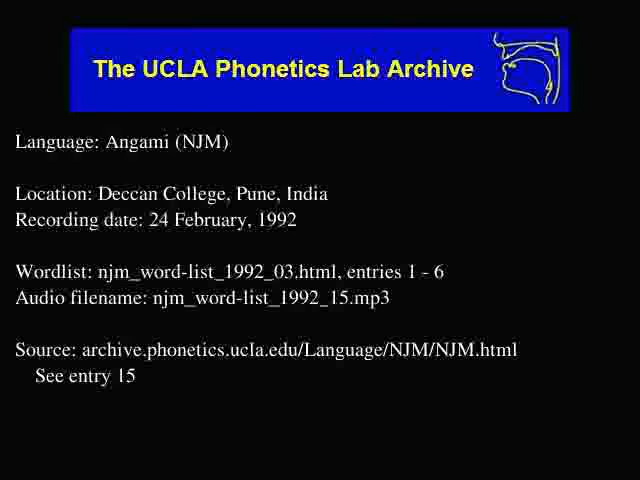 The UCLA Phonetics Lab Archive
Language: Angami (NJM)
Location: Deccan College, Pune, India
Recording date: 24 February, 1992
Wordlist: njm_word-list_1992_03.html, entries 1 - 6
Audio filename: njm_word-list_1992_15.mp3
Source: archive.phonetics.ucla.edu/Language/NJM/NJM.html
See entry 15